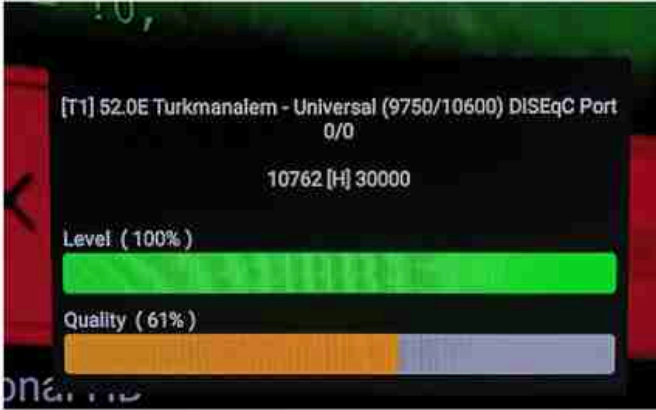 [T1] 52.0E Turkmanalem - Universal (9750/10600) DiSEqC Port
0/0
10762 [H] 30000
Level ( 100% )
Quality ( 61% )